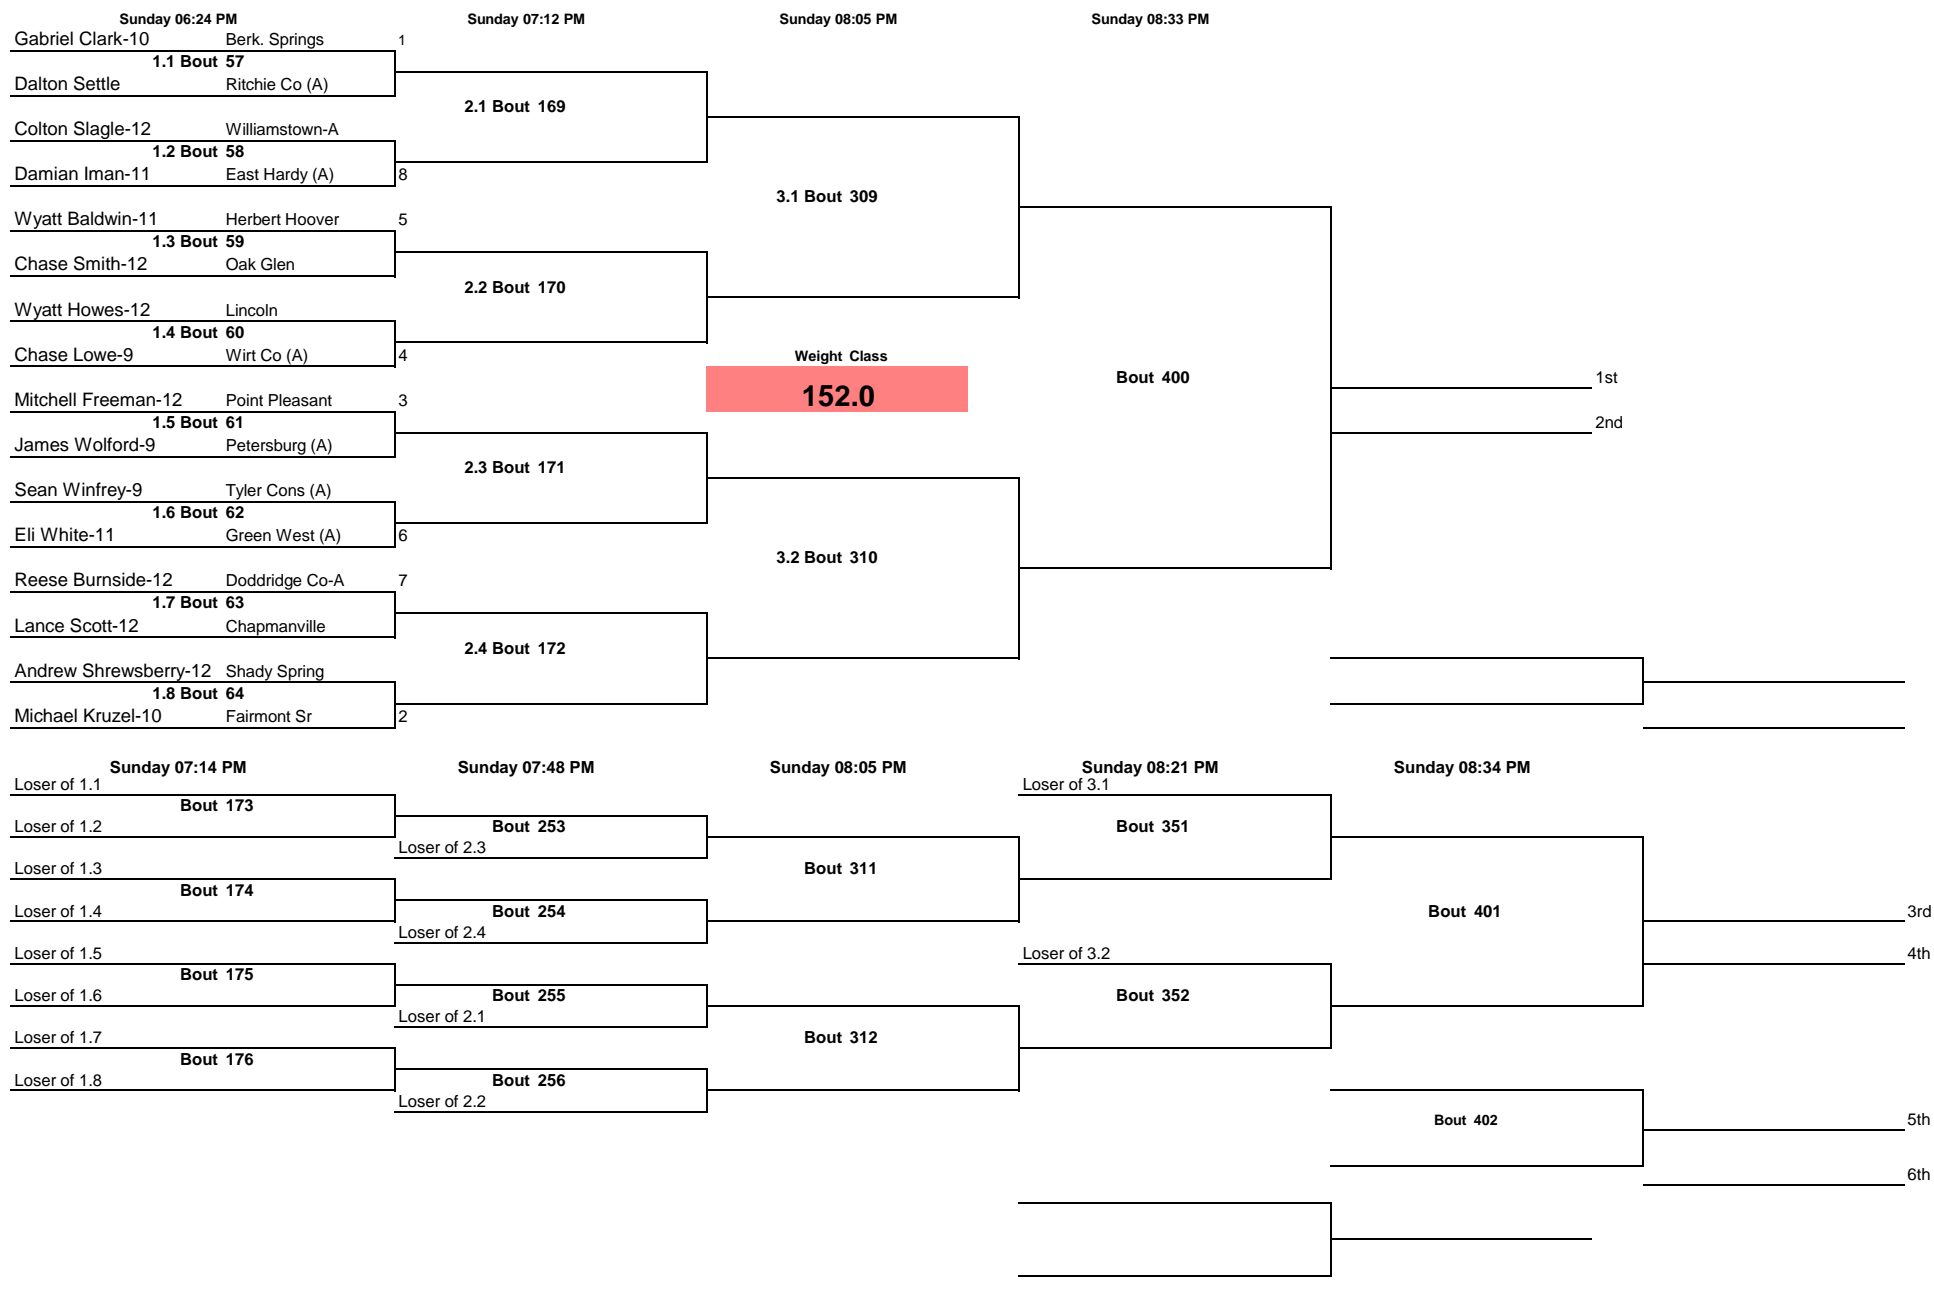 Sunday 06:24 PM Sunday 07:12 PM Sunday 08:05 PM Sunday 08:33 PM
Gabriel Clark-10 Berk. Springs 1
1.1 Bout 57
Dalton Settle Ritchie Co (A)
2.1 Bout 169
Colton Slagle-12 Williamstown-A
1.2 Bout 58
Damian Iman-11 East Hardy (A) 8
3.1 Bout 309
Wyatt Baldwin-11 Herbert Hoover 5
1.3 Bout 59
Chase Smith-12 Oak Glen
2.2 Bout 170
Wyatt Howes-12 Lincoln
1.4 Bout 60
Chase Lowe-9 Wirt Co (A) 4 Weight Class
Bout 400 1st
152.0
Mitchell Freeman-12 Point Pleasant 3
1.5 Bout 61 2nd
James Wolford-9 Petersburg (A)
2.3 Bout 171
Sean Winfrey-9 Tyler Cons (A)
1.6 Bout 62
Eli White-11 Green West (A) 6
3.2 Bout 310
Reese Burnside-12 Doddridge Co-A 7
1.7 Bout 63
Lance Scott-12 Chapmanville
2.4 Bout 172
Andrew Shrewsberry-12 Shady Spring
1.8 Bout 64
Michael Kruzel-10 Fairmont Sr 2
Sunday 07:14 PM Sunday 07:48 PM Sunday 08:05 PM Sunday 08:21 PM Sunday 08:34 PM
Loser of 1.1 Loser of 3.1
Bout 173
Loser of 1.2 Bout 253 Bout 351
Loser of 2.3
Loser of 1.3 Bout 311
Bout 174
Loser of 1.4 Bout 254 Bout 401 3rd
Loser of 2.4
Loser of 1.5 Loser of 3.2 4th
Bout 175
Loser of 1.6 Bout 255 Bout 352
Loser of 2.1
Loser of 1.7 Bout 312
Bout 176
Loser of 1.8 Bout 256
Loser of 2.2
Bout 402 5th
6th